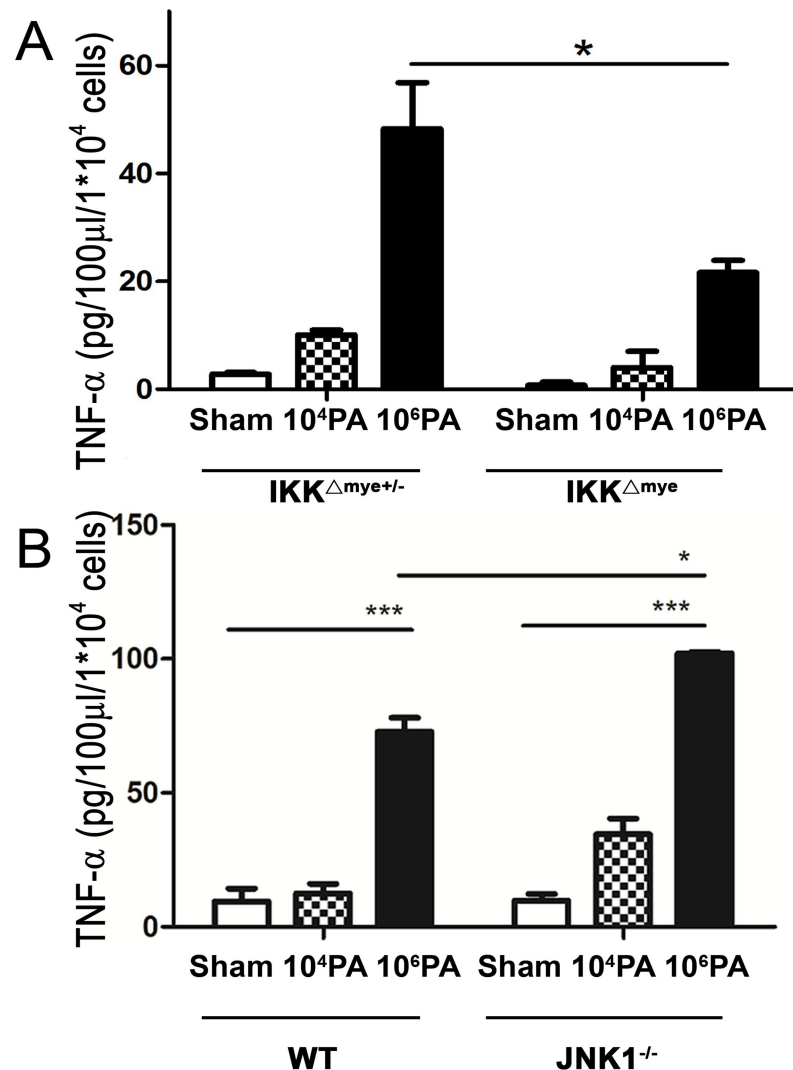 A
TNF-α (pg/100μl/1*10⁴ cells)
60
40
20
0
*
Sham 10⁴PA 10⁶PA Sham 10⁴PA 10⁶PA
IKK△mye+/- IKK△mye
B
TNF-α (pg/100μl/1*10⁴ cells)
150
100
50
0
*
*** ***
Sham 10⁴PA 10⁶PA Sham 10⁴PA 10⁶PA
WT JNK1-/-